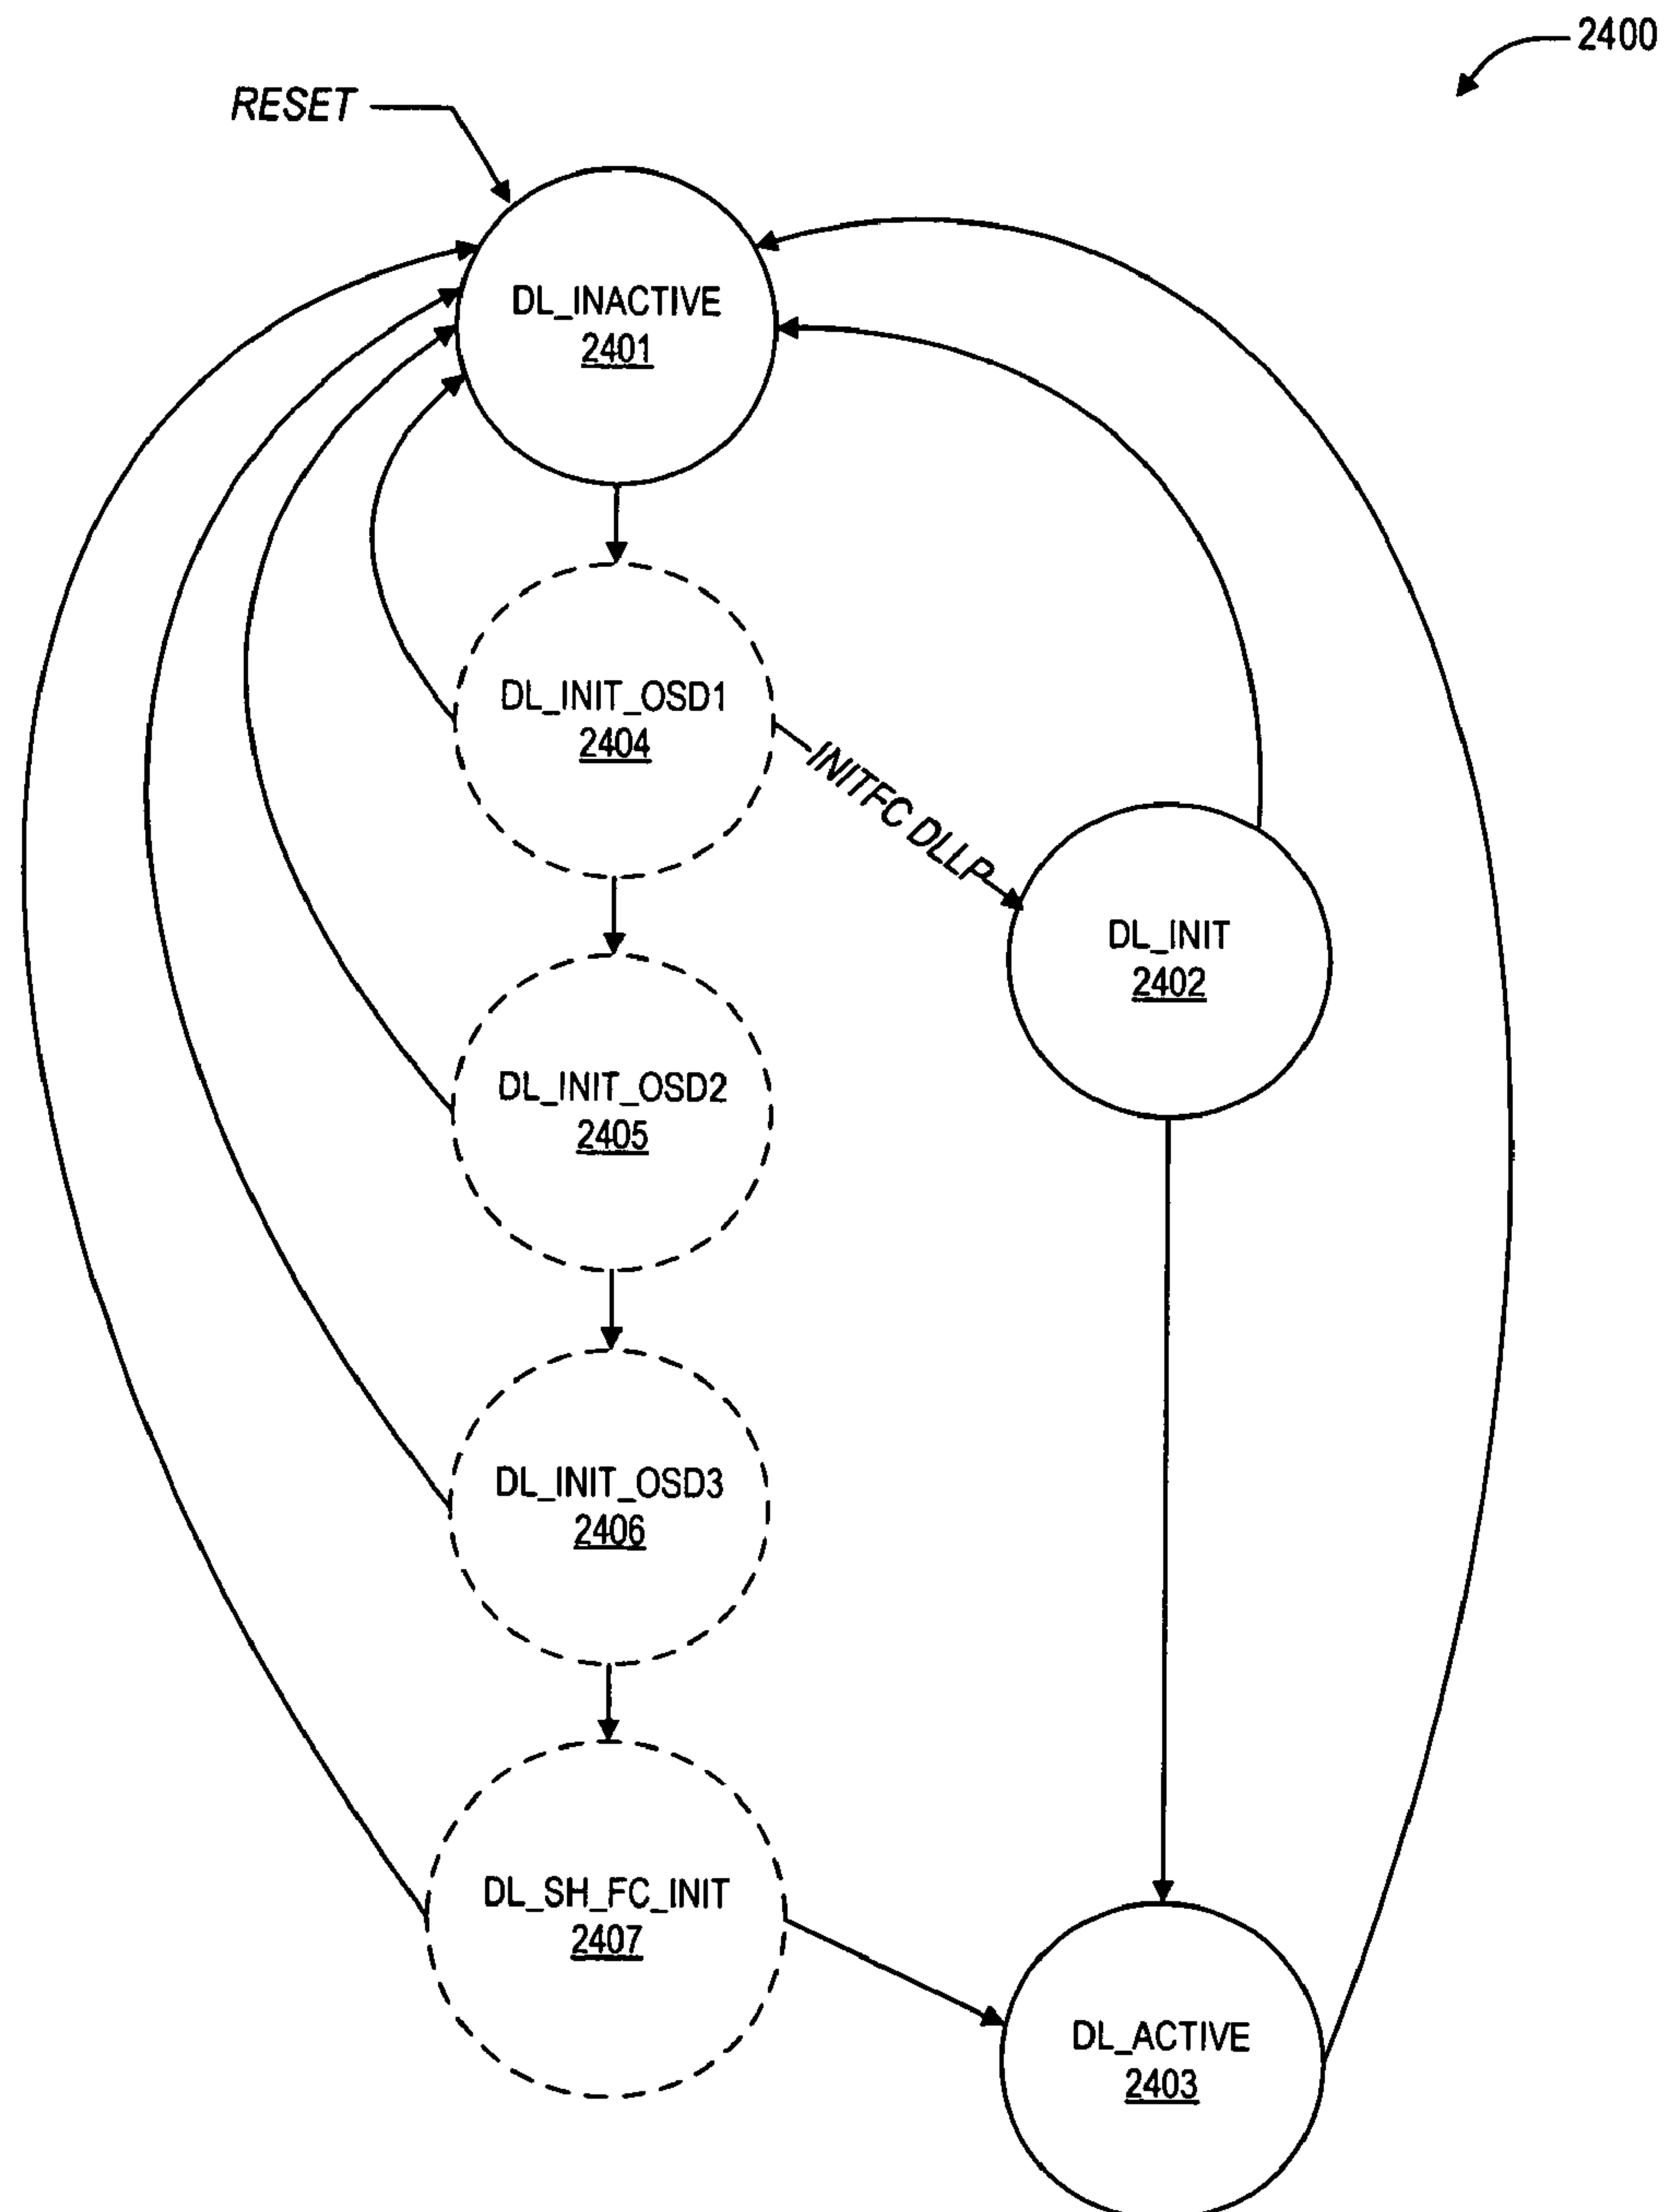 2400
RESET
DL_INACTIVE
2401
DL_INIT_OSD1
2404
INITFC DLLP
DL_INIT
2402
DL_INIT_OSD2
2405
DL_INIT_OSD3
2406
DL_SH_FC_INIT
2407
DL_ACTIVE
2403